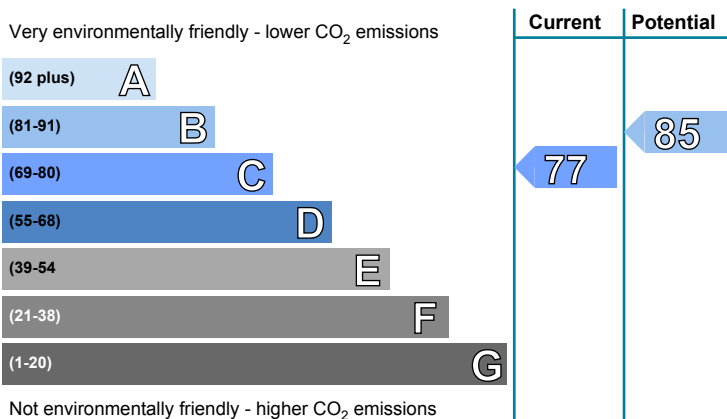 Very environmentally friendly - lower CO2 emissions
Current
Potential
(92 plus) A
(81-91) B
(69-80) C
(55-68) D
(39-54 E
(21-38) F
(1-20) G
77
85
Not environmentally friendly - higher CO2 emissions